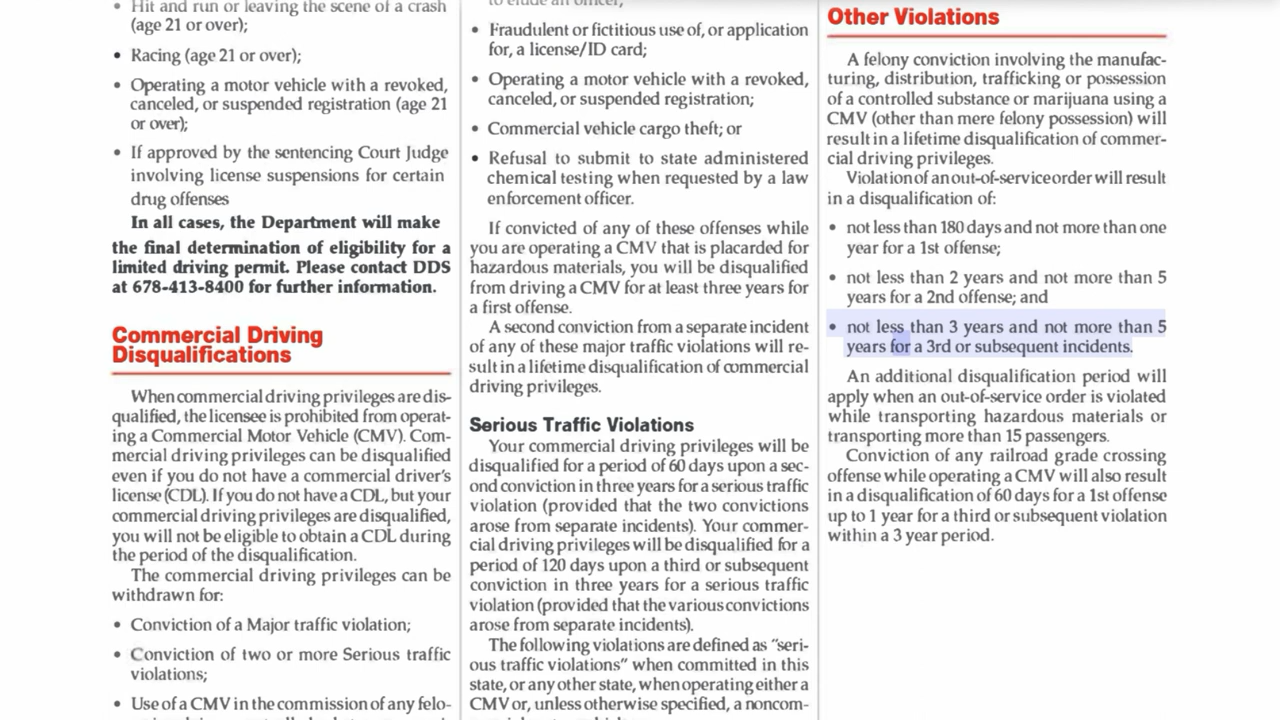 Hit and run or leaving the scene of a crash
(age 21 or over);
• Racing (age 21 or over);
• Operating a motor vehicle with a revoked,
canceled, or suspended registration (age 21
or over);
• If approved by the sentencing Court Judge
involving license suspensions for certain
drug offenses
In all cases, the Department will make
the final determination of eligibility for a
limited driving permit. Please contact DDS
at 678-413-8400 for further information.
Commercial Driving
Disqualifications
When commercial driving privileges are dis-
qualified, the licensee is prohibited from operat-
ing a Commercial Motor Vehicle (CMV). Com-
mercial driving privileges can be disqualified
even if you do not have a commercial driver's
license (CDL). If you do not have a CDL, but your
commercial driving privileges are disqualified,
you will not be eligible to obtain a CDL during
the period of the disqualification.
The commercial driving privileges can be
withdrawn for:
• Conviction of a Major traffic violation;
• Conviction of two or more Serious traffic
violations;
• Use of a CMV in the commission of any felo-
to elude an officer;
• Fraudulent or fictitious use of, or application
for, a license/ID card;
• Operating a motor vehicle with a revoked,
canceled, or suspended registration;
• Commercial vehicle cargo theft; or
• Refusal to submit to state administered
chemical testing when requested by a law
enforcement officer.
If convicted of any of these offenses while
you are operating a CMV that is placarded for
hazardous materials, you will be disqualified
from driving a CMV for at least three years for
a first offense.
A second conviction from a separate incident
of any of these major traffic violations will re-
sult in a lifetime disqualification of commercial
driving privileges.
Serious Traffic Violations
Your commercial driving privileges will be
disqualified for a period of 60 days upon a sec-
ond conviction in three years for a serious traffic
violation (provided that the two convictions
arose from separate incidents). Your commer-
cial driving privileges will be disqualified for a
period of 120 days upon a third or subsequent
conviction in three years for a serious traffic
violation (provided that the various convictions
arose from separate incidents).
The following violations are defined as "seri-
ous traffic violations" when committed in this
state, or any other state, when operating either a
CMV or, unless otherwise specified, a noncom-
Other Violations
A felony conviction involving the manufac-
turing, distribution, trafficking or possession
of a controlled substance or marijuana using a
CMV (other than mere felony possession) will
result in a lifetime disqualification of commer-
cial driving privileges.
Violation of an out-of-service order will result
in a disqualification of:
• not less than 180 days and not more than one
year for a 1st offense;
• not less than 2 years and not more than 5
years for a 2nd offense; and
• not less than 3 years and not more than 5
years for a 3rd or subsequent incidents.
An additional disqualification period will
apply when an out-of-service order is violated
while transporting hazardous materials or
transporting more than 15 passengers.
Conviction of any railroad grade crossing
offense while operating a CMV will also result
in a disqualification of 60 days for a 1st offense
up to 1 year for a third or subsequent violation
within a 3 year period.